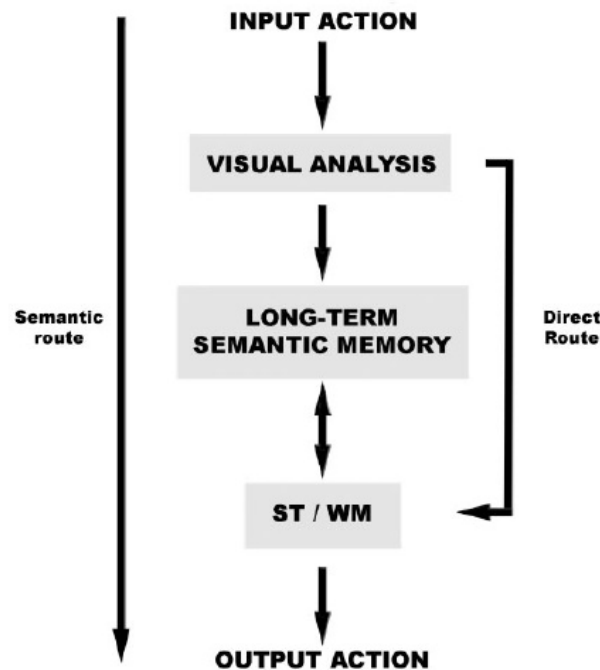 INPUT ACTION
VISUAL ANALYSIS
LONG-TERM
SEMANTIC MEMORY
Semantic
route
Direct
Route
ST / WM
OUTPUT ACTION